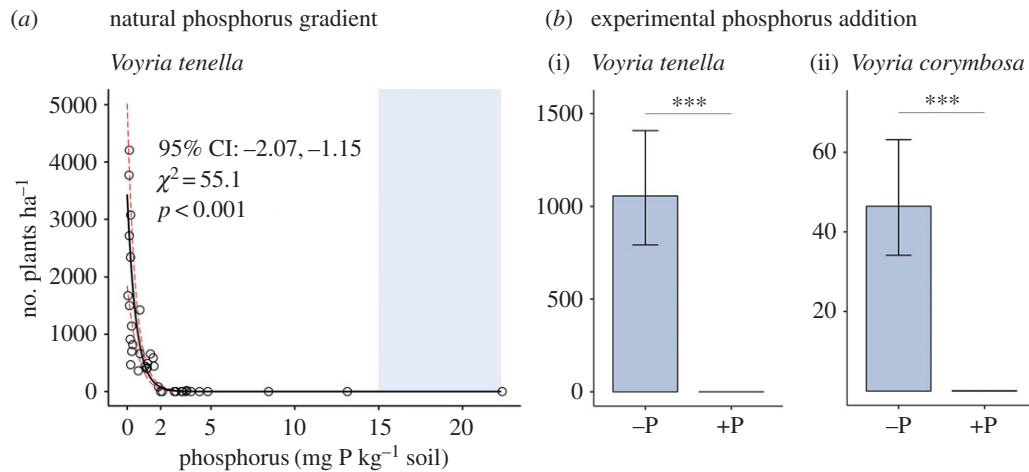 (a) natural phosphorus gradient
Voyria tenella
5000
4000
3000
2000
1000
0
no. plants ha⁻¹
95% CI: –2.07, –1.15
χ² = 55.1
p < 0.001
0 2 5 10 15 20
phosphorus (mg P kg⁻¹ soil)
(b) experimental phosphorus addition
(i) Voyria tenella
1500
1000
500
0
***
–P +P
(ii) Voyria corymbosa
60
40
20
***
–P +P